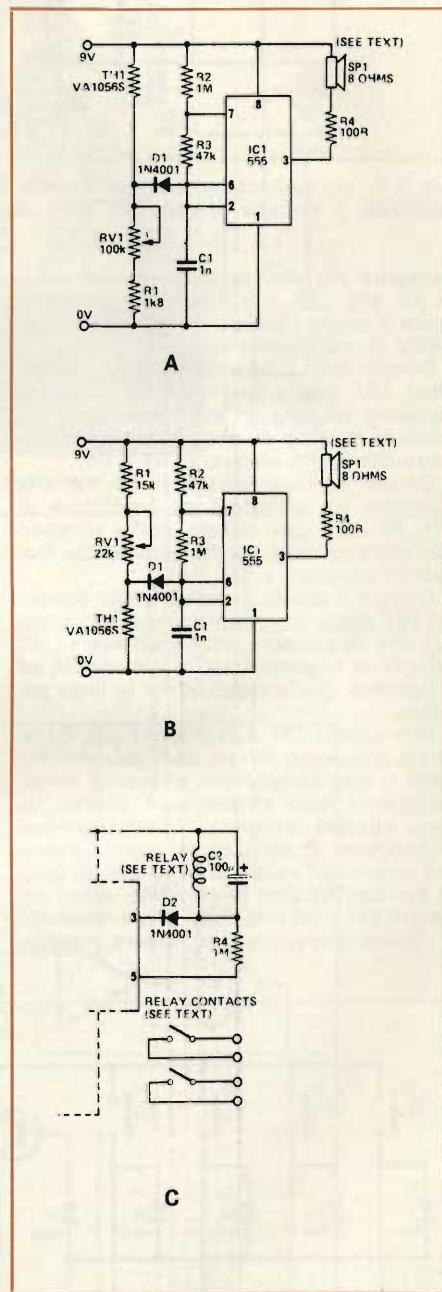 9V
(SEE TEXT)
TH1
VA1056S
R2
1M
SP1
8 OHMS
8
7
R4
100R
R3
47k
IC1
555
3
D1
1N4001
6
2
RV1
100k
C1
1n
1
R1
1k8
0V
A
9V
(SEE TEXT)
R1
15k
R2
47k
SP1
8 OHMS
8
7
R4
100R
RV1
22k
R3
1M
IC1
555
3
D1
1N4001
6
2
TH1
VA1056S
C1
1n
1
0V
B
RELAY
(SEE TEXT)
C2
100µ
+
3
D2
1N4001
R4
1M
5
RELAY CONTACTS
(SEE TEXT)
C